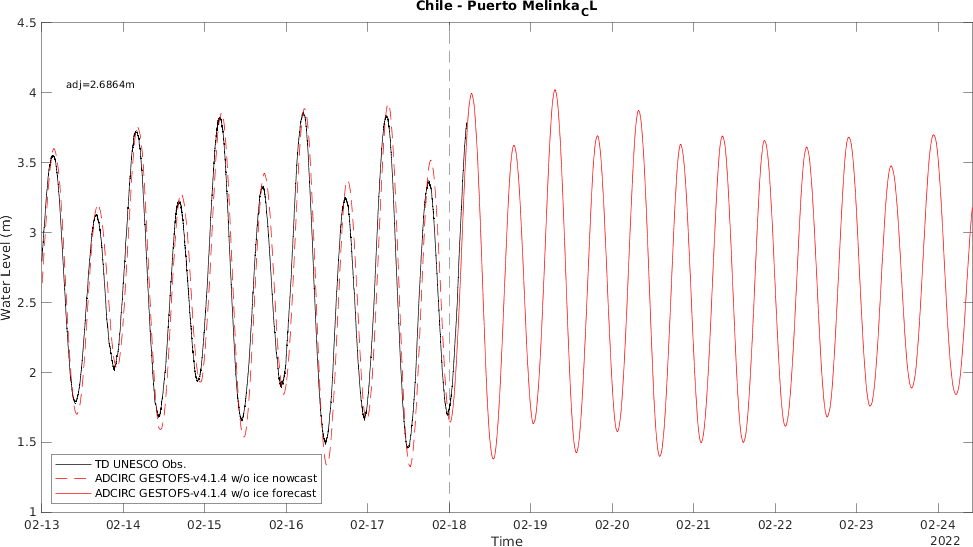 Chile - Puerto Melinka_CL
4.5
4
3.5
3
2.5
2
1.5
1
Water Level (m)
adj=2.6864m
TD UNESCO Obs.
ADCIRC GESTOFS-v4.1.4 w/o ice nowcast
ADCIRC GESTOFS-v4.1.4 w/o ice forecast
02-13 02-14 02-15 02-16 02-17 02-18 02-19 02-20 02-21 02-22 02-23 02-24
Time
2022